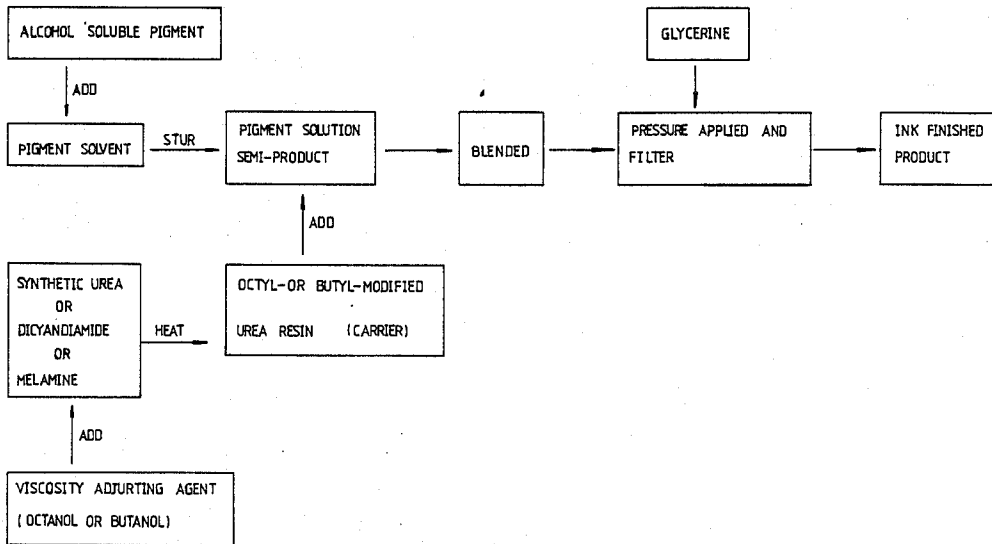 ALCOHOL SOLUBLE PIGMENT
GLYCERINE
ADD
PIGMENT SOLVENT
STUR
PIGMENT SOLUTION
SEMI-PRODUCT
BLENDED
PRESSURE APPLIED AND
FILTER
INK FINISHED
PRODUCT
ADD
SYNTHETIC UREA
OR
DICYANDIAMIDE
OR
MELAMINE
HEAT
OCTYL-OR BUTYL-MODIFIED
UREA RESIN (CARRIER)
ADD
VISCOSITY ADJURTING AGENT
(OCTANOL OR BUTANOL)